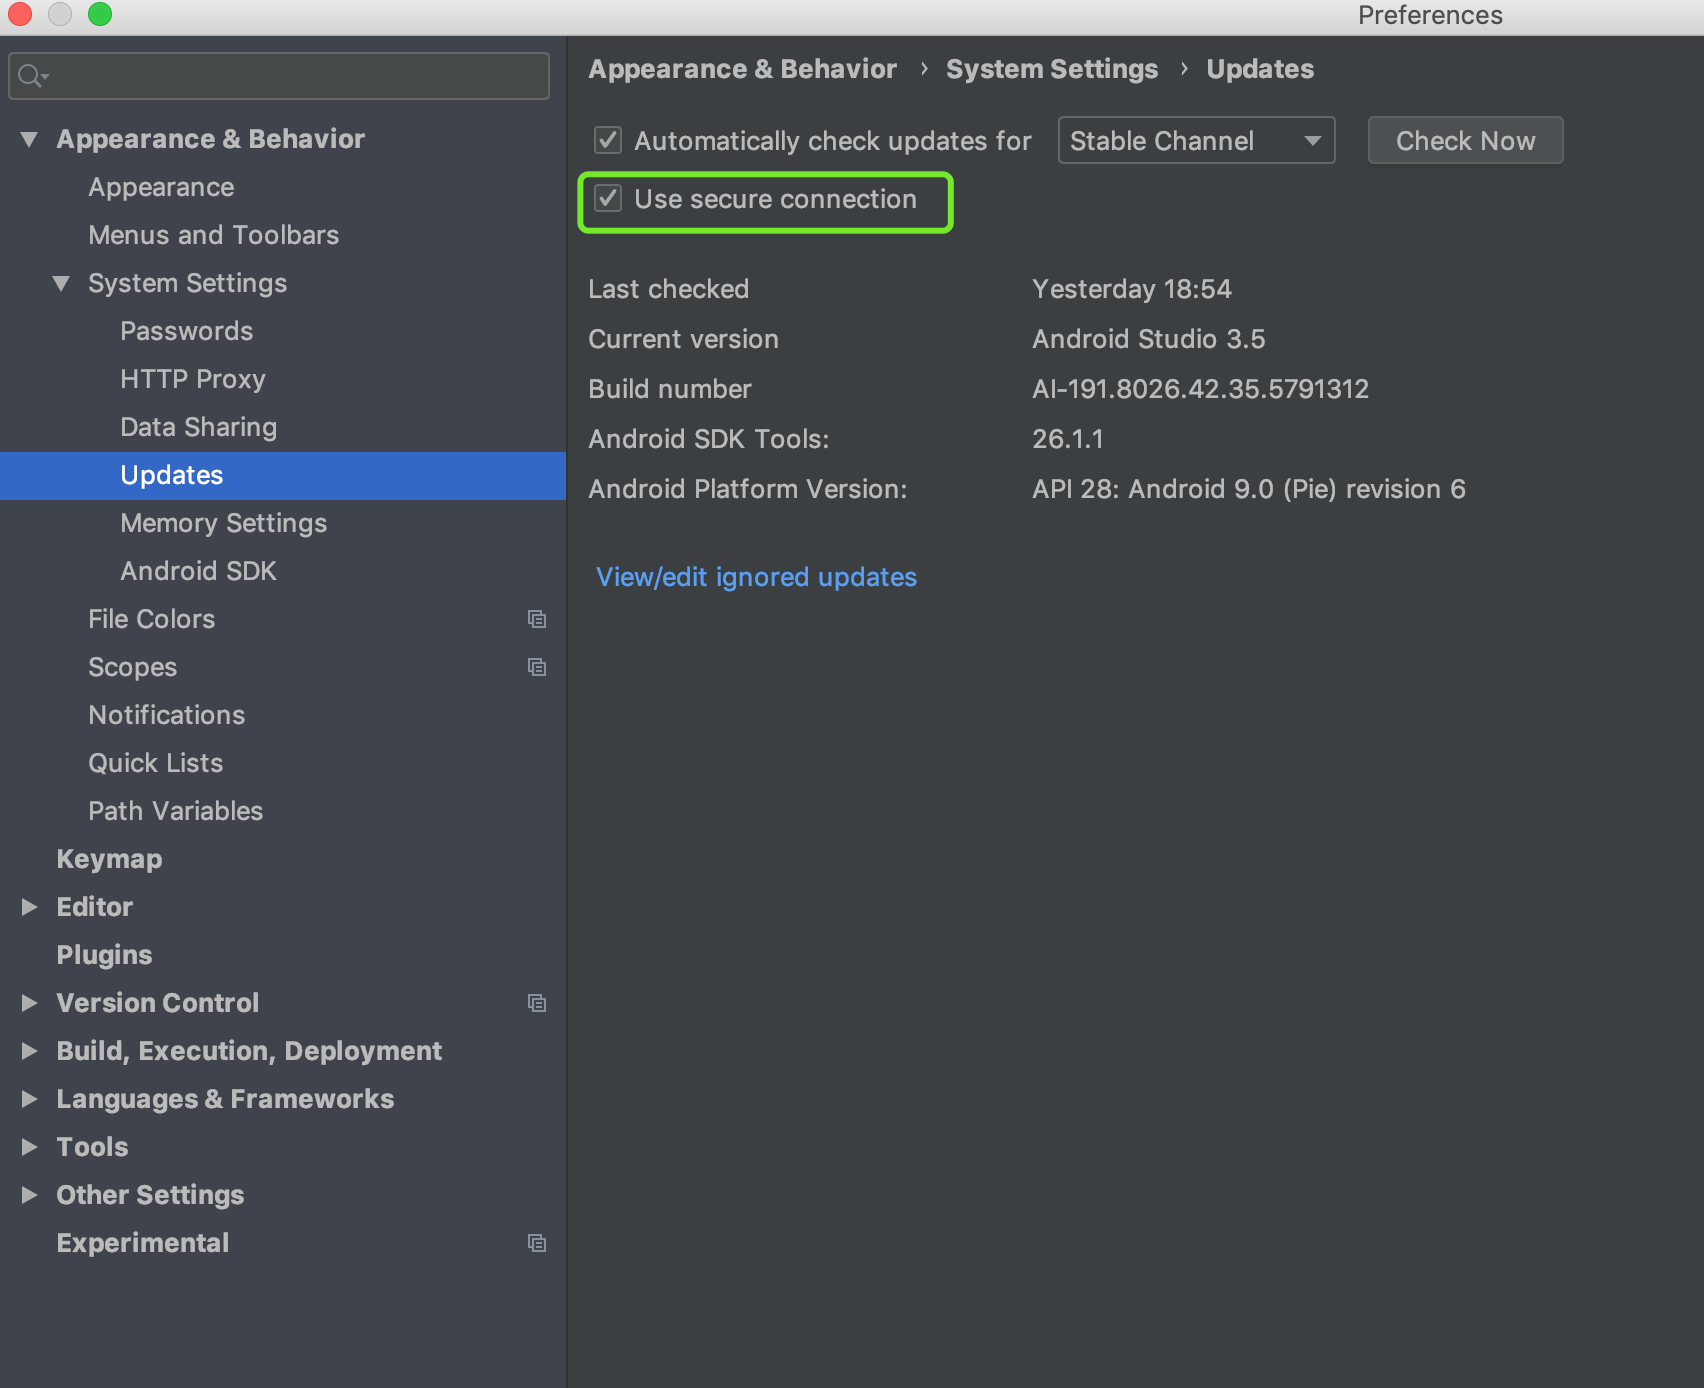 Preferences
Appearance & Behavior
Appearance
Menus and Toolbars
System Settings
Passwords
HTTP Proxy
Data Sharing
Updates
Memory Settings
Android SDK
File Colors
Scopes
Notifications
Quick Lists
Path Variables
Keymap
Editor
Plugins
Version Control
Build, Execution, Deployment
Languages & Frameworks
Tools
Other Settings
Experimental
Appearance & Behavior › System Settings › Updates
Automatically check updates for Stable Channel Check Now
Use secure connection
Last checked Yesterday 18:54
Current version Android Studio 3.5
Build number AI-191.8026.42.35.5791312
Android SDK Tools: 26.1.1
Android Platform Version: API 28: Android 9.0 (Pie) revision 6
View/edit ignored updates